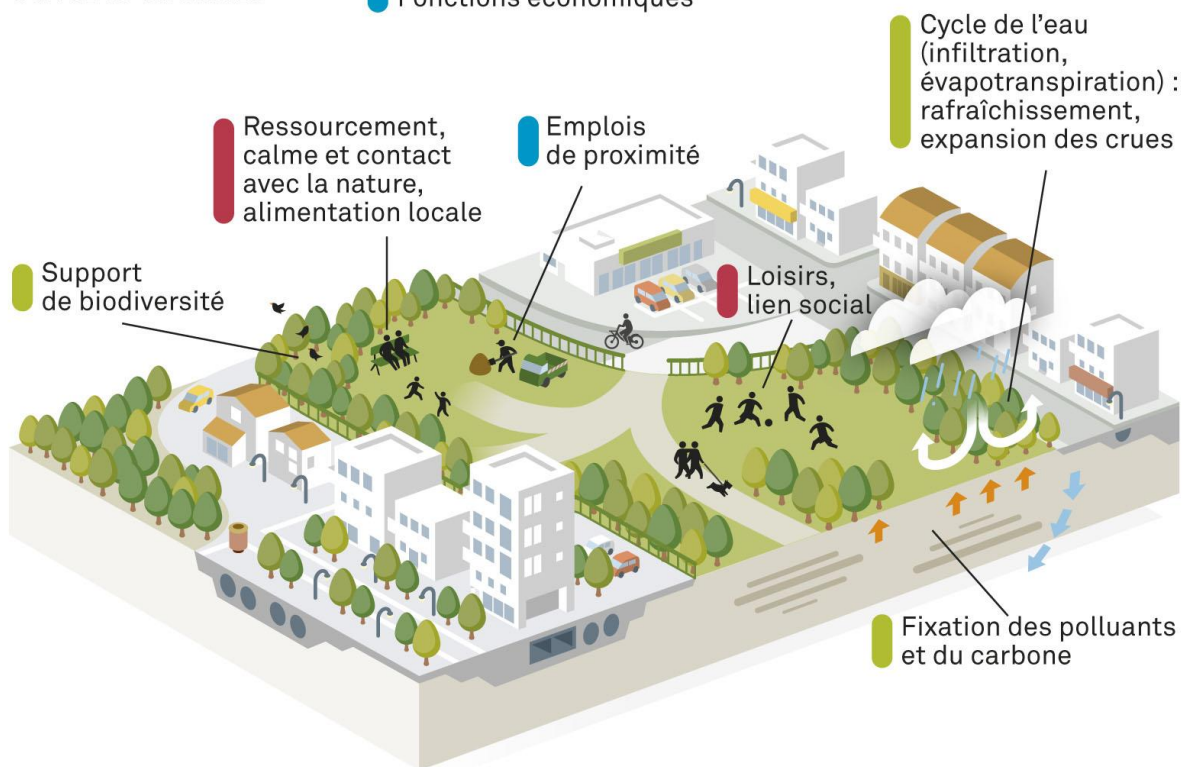 Fonctions économiques
Cycle de l'eau
(infiltration,
évapotranspiration) :
rafraîchissement,
expansion des crues
Ressourcement,
calme et contact
avec la nature,
alimentation locale
Emplois
de proximité
Support
de biodiversité
Loisirs,
lien social
Fixation des polluants
et du carbone